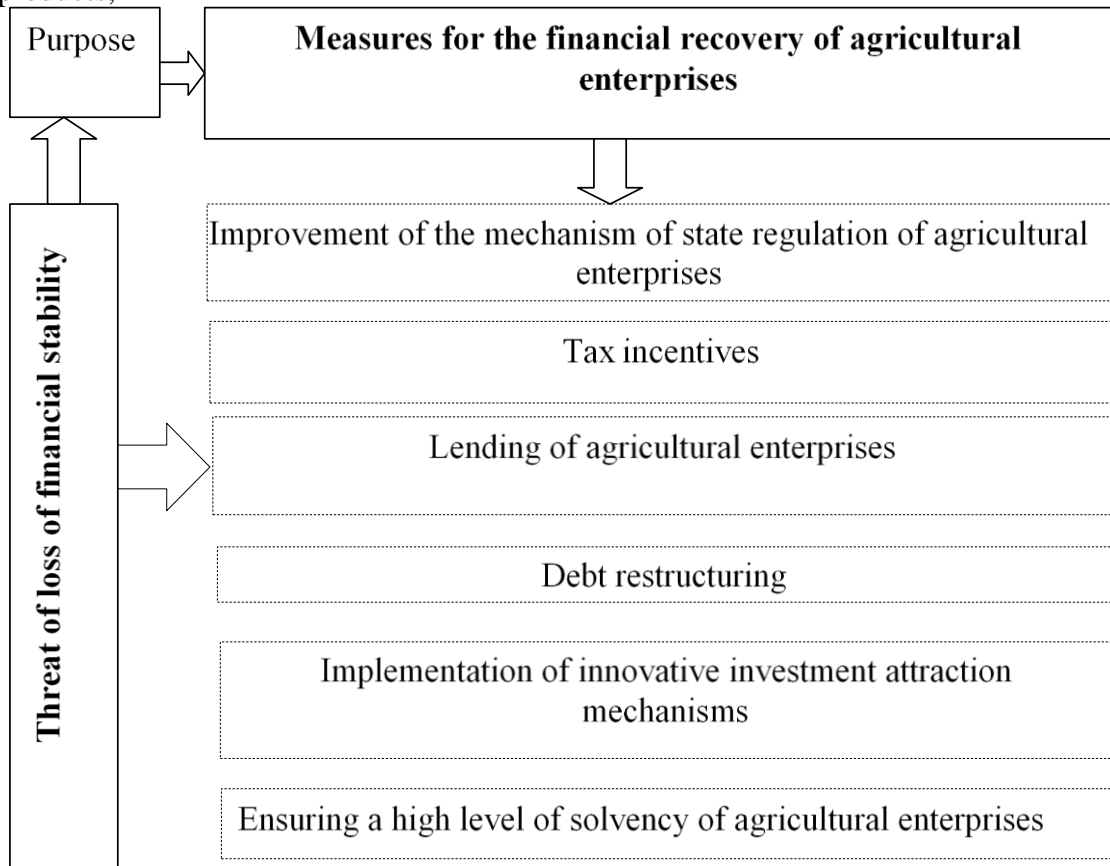 products,
Purpose
Measures for the financial recovery of agricultural
enterprises
Threat of loss of financial stability
Improvement of the mechanism of state regulation of agricultural
enterprises
Tax incentives
Lending of agricultural enterprises
Debt restructuring
Implementation of innovative investment attraction
mechanisms
Ensuring a high level of solvency of agricultural enterprises